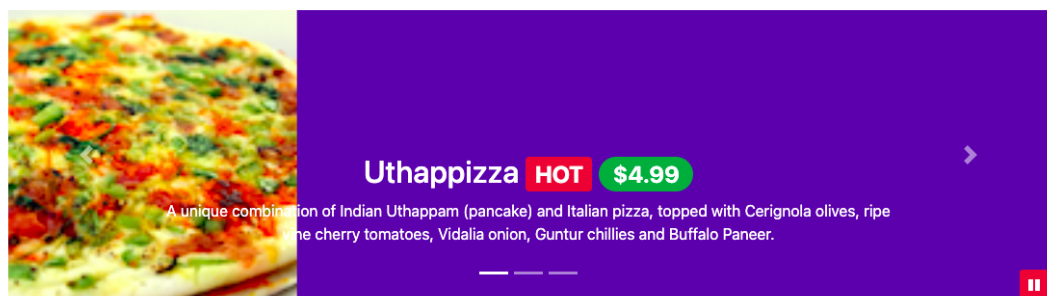 Uthappizza HOT $4.99
A unique combination of Indian Uthappam (pancake) and Italian pizza, topped with Cerignola olives, ripe
vine cherry tomatoes, Vidalia onion, Guntur chillies and Buffalo Paneer.